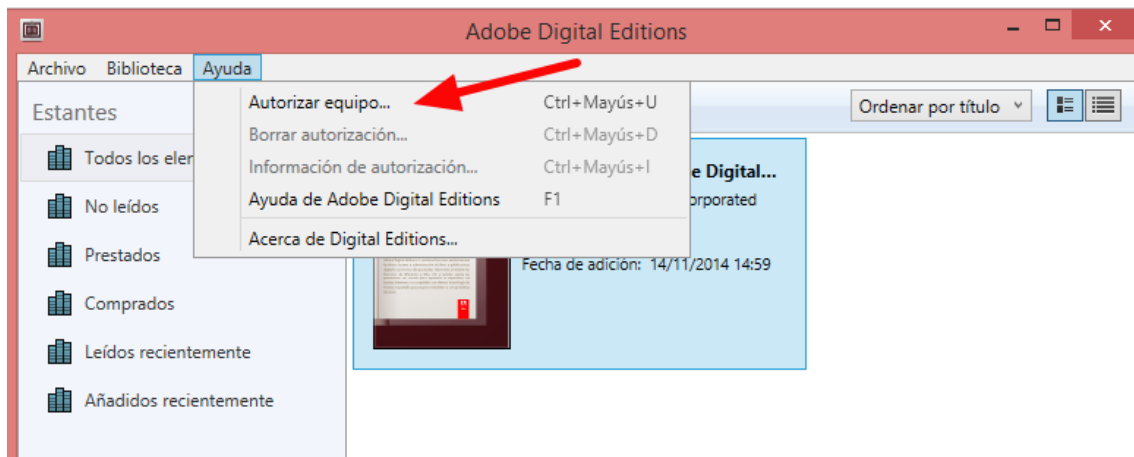 Adobe Digital Editions
Archivo Biblioteca Ayuda
Estantes
Ordenar por título
Autorizar equipo... Ctrl+Mayús+U
Borrar autorización... Ctrl+Mayús+D
Información de autorización... Ctrl+Mayús+I
Ayuda de Adobe Digital Editions F1
Acerca de Digital Editions...
Todos los eler
No leídos
Prestados
Comprados
Leídos recientemente
Añadidos recientemente
e Digital...
orporated
Fecha de adición: 14/11/2014 14:59